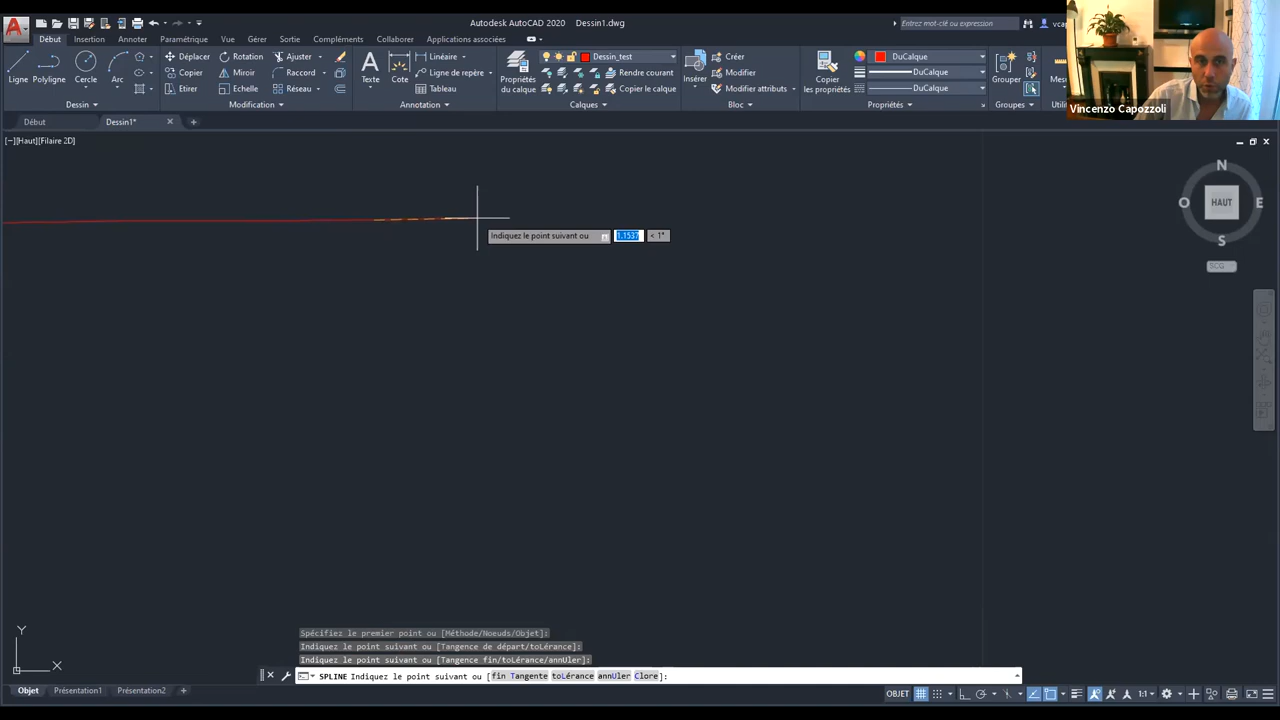 Autodesk AutoCAD 2020 Dessin1.dwg
Entrez mot-clé ou expression
Début Insertion Annoter Paramétrique Vue Gérer Sortie Compléments Collaborer Express Tools Applications associées
Ligne Polyligne Cercle Arc
Déplacer Rotation Ajuster
Copier Miroir Raccord
Etirer Echelle Réseau
Texte Cote
Linéaire
Ligne de repère
Tableau
Propriétés du calque
Dessin_test
Rendre courant
Copier le calque
Insérer
Créer
Modifier
Modifier attributs
Copier les propriétés
DuCalque
DuCalque
DuCalque
Grouper
Dessin Modification Annotation Calques Bloc Propriétés Groupes
Vincenzo Capozzoli
Début Dessin1*
[−][Haut][Filaire 2D]
N
O HAUT E
S
SCG
Indiquez le point suivant ou 1.1537 < 1°
Y
X
Spécifiez le premier point ou [Méthode/Noeuds/Objet]:
Indiquez le point suivant ou [Tangence de départ/toLérance]:
Indiquez le point suivant ou [Tangence fin/toLérance/annUler]:
SPLINE Indiquez le point suivant ou [fin Tangente toLérance annUler Clore]:
Objet Présentation1 Présentation2
OBJET 1:1